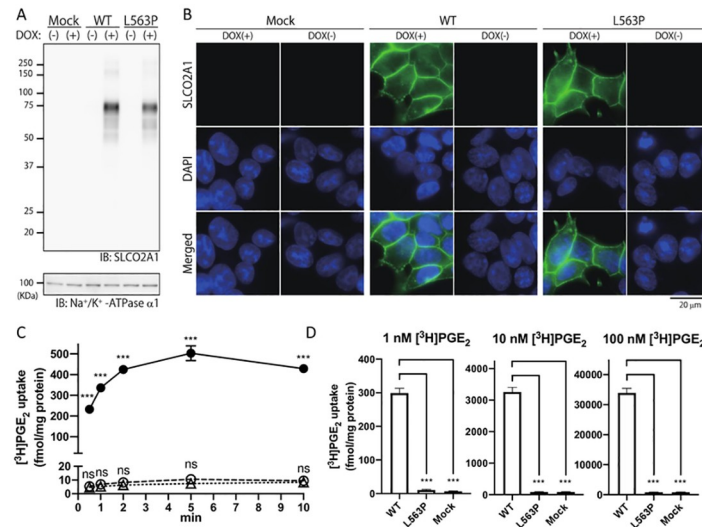 A
Mock WT L563P
DOX: (-) (+) (-) (+) (-) (+)
250
150
100
75
50
37
25
20
IB: SLCO2A1
100
(KDa)
IB: Na⁺/K⁺ -ATPase α1
B
Mock WT L563P
DOX(+) DOX(-) DOX(+) DOX(-) DOX(+) DOX(-)
SLCO2A1
DAPI
Merged
20 μm
C
[³H]PGE₂ uptake
(fmol/mg protein)
500
400
300
200
100
10
0
*** *** *** *** ***
ns ns ns ns ns
0 1 2 3 4 5 6 7 8 9 10
min
D
[³H]PGE₂ uptake
(fmol/mg protein)
1 nM [³H]PGE₂
400
300
200
100
0
*** ***
WT L563P Mock
10 nM [³H]PGE₂
4000
3000
2000
1000
0
*** ***
WT L563P Mock
100 nM [³H]PGE₂
40000
30000
20000
10000
0
*** ***
WT L563P Mock